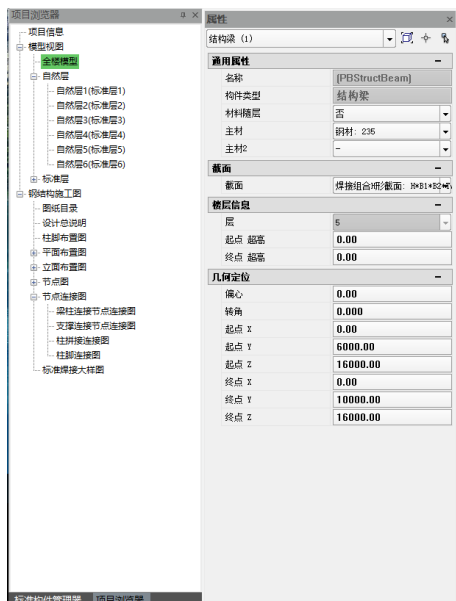 项目浏览器
项目信息
模型视图
全楼模型
自然层
自然层1(标准层1)
自然层2(标准层2)
自然层3(标准层3)
自然层4(标准层4)
自然层5(标准层5)
自然层6(标准层6)
标准层
钢结构施工图
图纸目录
设计总说明
柱脚布置图
平面布置图
立面布置图
节点图
节点连接图
梁柱连接节点连接图
支撑连接节点连接图
柱拼接连接图
柱脚连接图
标准焊接大样图
标准构件管理器 项目浏览器
属性
结构梁 (1)
通用属性
名称 (PBStructBeam)
构件类型 结构梁
材料随层 否
主材 钢材: 235
主材2 -
截面
截面 焊接组合H形截面: H*B1*B2*T
楼层信息
层 5
起点 超高 0.00
终点 超高 0.00
几何定位
偏心 0.00
转角 0.000
起点 X 0.00
起点 Y 6000.00
起点 Z 16000.00
终点 X 0.00
终点 Y 10000.00
终点 Z 16000.00